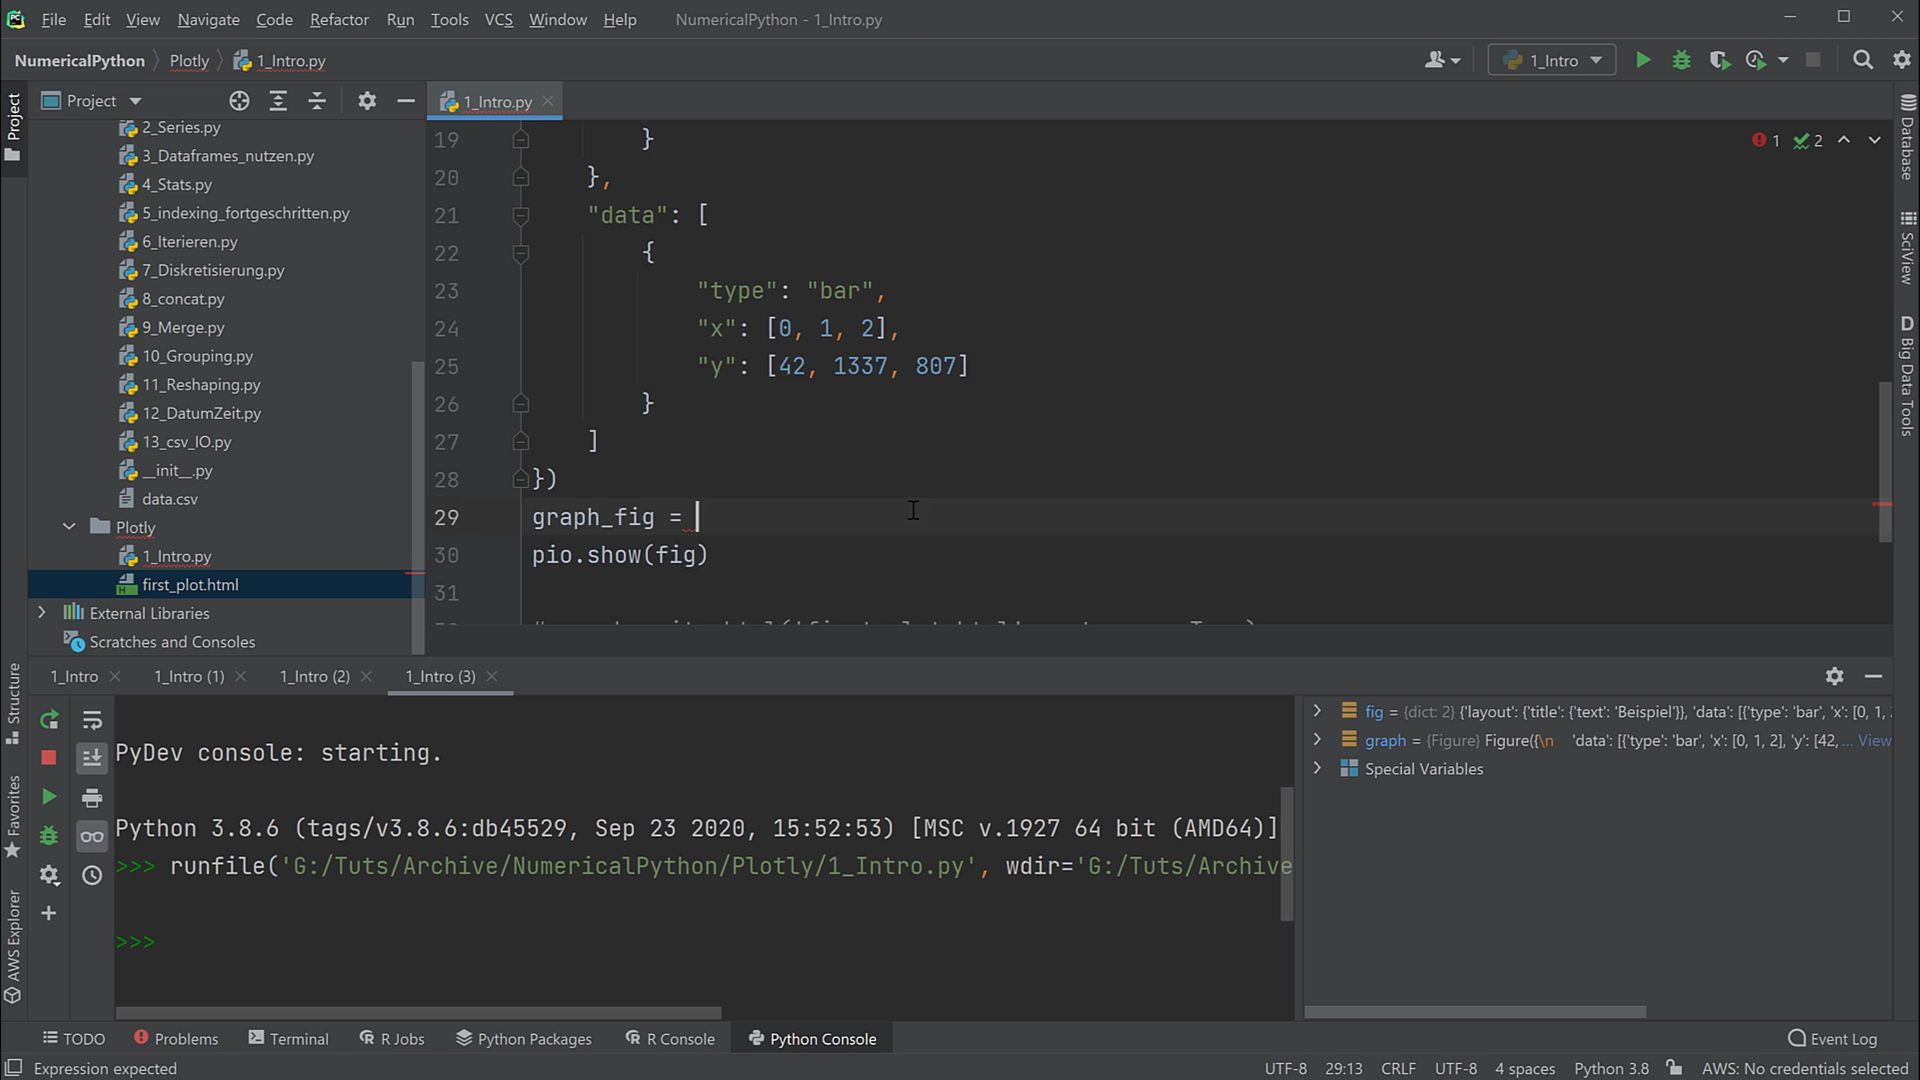 File Edit View Navigate Code Refactor Run Tools VCS Window Help NumericalPython - 1_Intro.py
NumericalPython Plotly 1_Intro.py 1_Intro
Project
1_Intro.py
2_Series.py
3_Dataframes_nutzen.py
4_Stats.py
5_indexing_fortgeschritten.py
6_Iterieren.py
7_Diskretisierung.py
8_concat.py
9_Merge.py
10_Grouping.py
11_Reshaping.py
12_DatumZeit.py
13_csv_IO.py
__init__.py
data.csv
Plotly
1_Intro.py
first_plot.html
External Libraries
Scratches and Consoles
19 }
20 },
21 "data": [
22 {
23 "type": "bar",
24 "x": [0, 1, 2],
25 "y": [42, 1337, 807]
26 }
27 ]
28 })
29 graph_fig =
30 pio.show(fig)
31
1 2
Project
Structure
Favorites
AWS Explorer
Database
SciView
D Big Data Tools
1_Intro 1_Intro (1) 1_Intro (2) 1_Intro (3)
PyDev console: starting.
Python 3.8.6 (tags/v3.8.6:db45529, Sep 23 2020, 15:52:53) [MSC v.1927 64 bit (AMD64)]
>>> runfile('G:/Tuts/Archive/NumericalPython/Plotly/1_Intro.py', wdir='G:/Tuts/Archive
>>>
fig = {dict: 2} {'layout': {'title': {'text': 'Beispiel'}}, 'data': [{'type': 'bar', 'x': [0, 1,
graph = {Figure} Figure({\n 'data': [{'type': 'bar', 'x': [0, 1, 2], 'y': [42, ... View
Special Variables
TODO Problems Terminal R Jobs Python Packages R Console Python Console Event Log
Expression expected UTF-8 29:13 CRLF UTF-8 4 spaces Python 3.8 AWS: No credentials selected